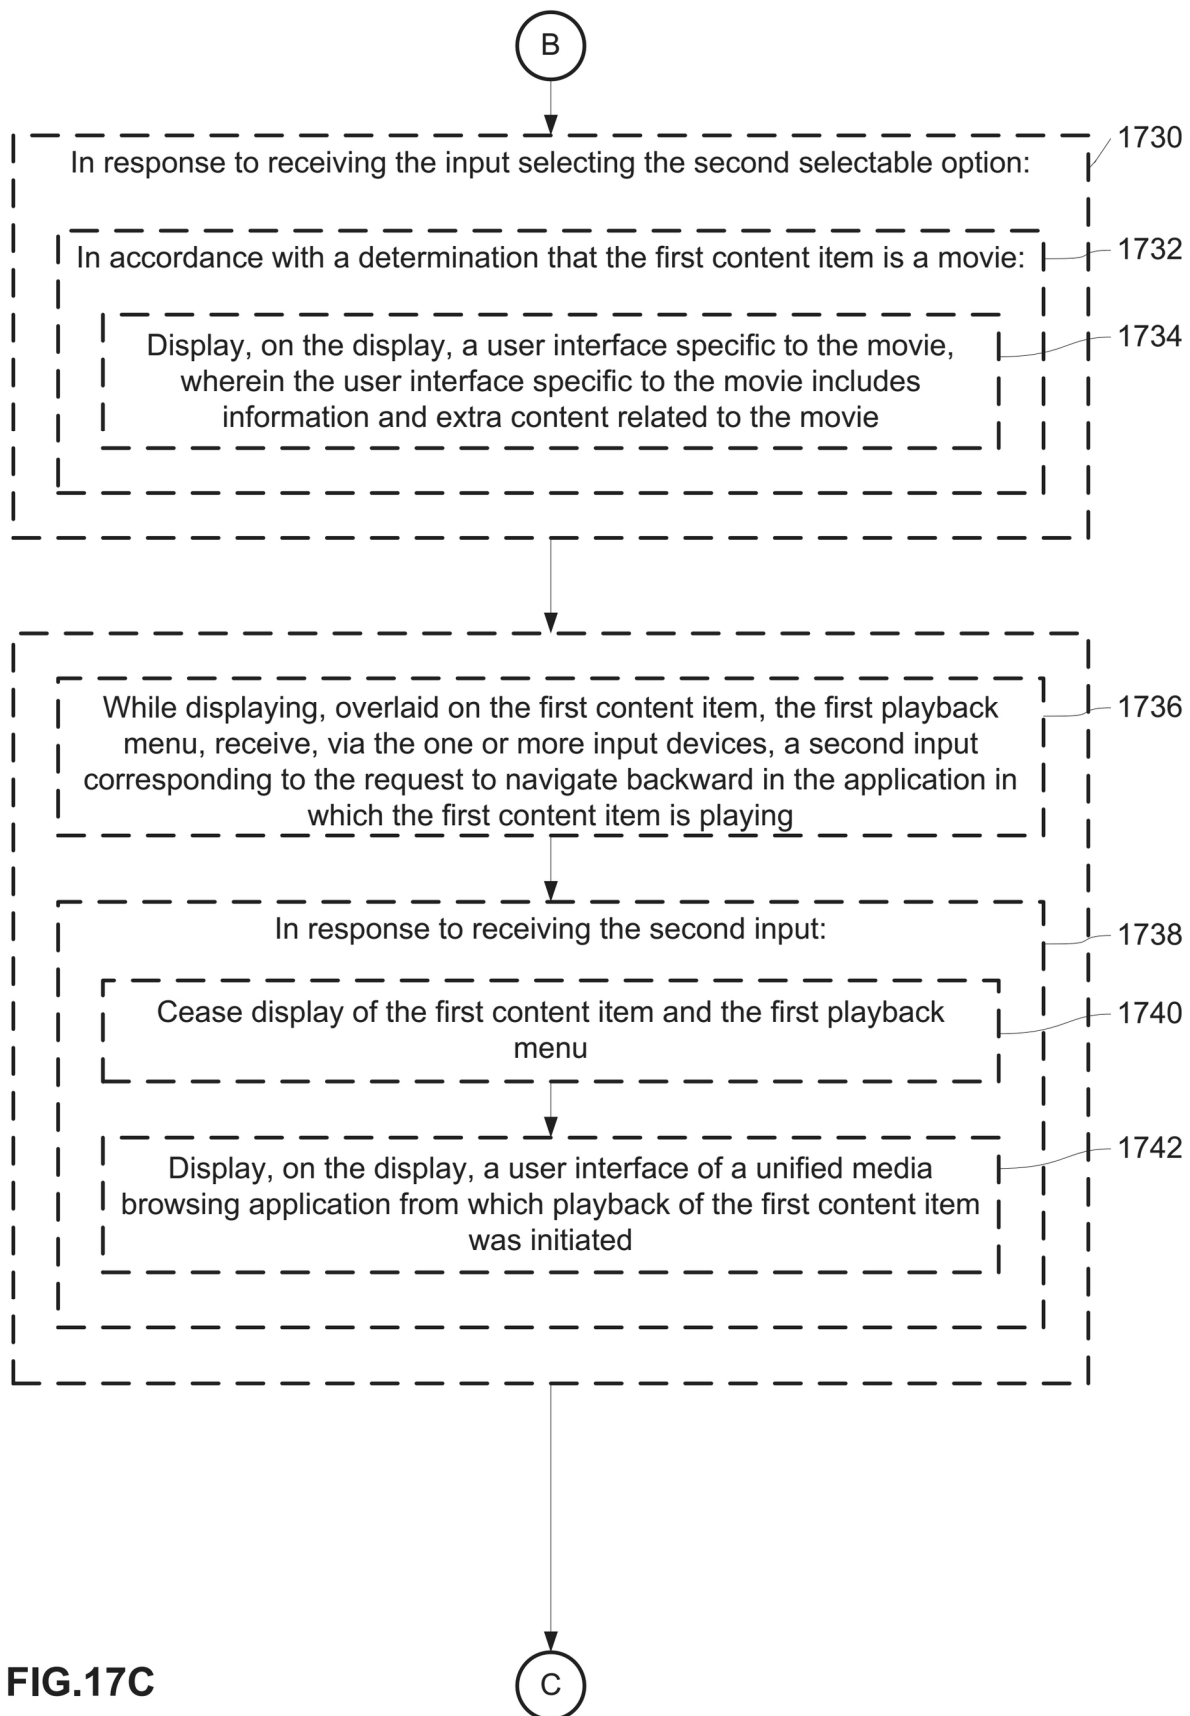 B
1730
In response to receiving the input selecting the second selectable option:
1732
In accordance with a determination that the first content item is a movie:
1734
Display, on the display, a user interface specific to the movie,
wherein the user interface specific to the movie includes
information and extra content related to the movie
1736
While displaying, overlaid on the first content item, the first playback
menu, receive, via the one or more input devices, a second input
corresponding to the request to navigate backward in the application in
which the first content item is playing
In response to receiving the second input:
1738
Cease display of the first content item and the first playback
menu
1740
1742
Display, on the display, a user interface of a unified media
browsing application from which playback of the first content item
was initiated
FIG.17C
C